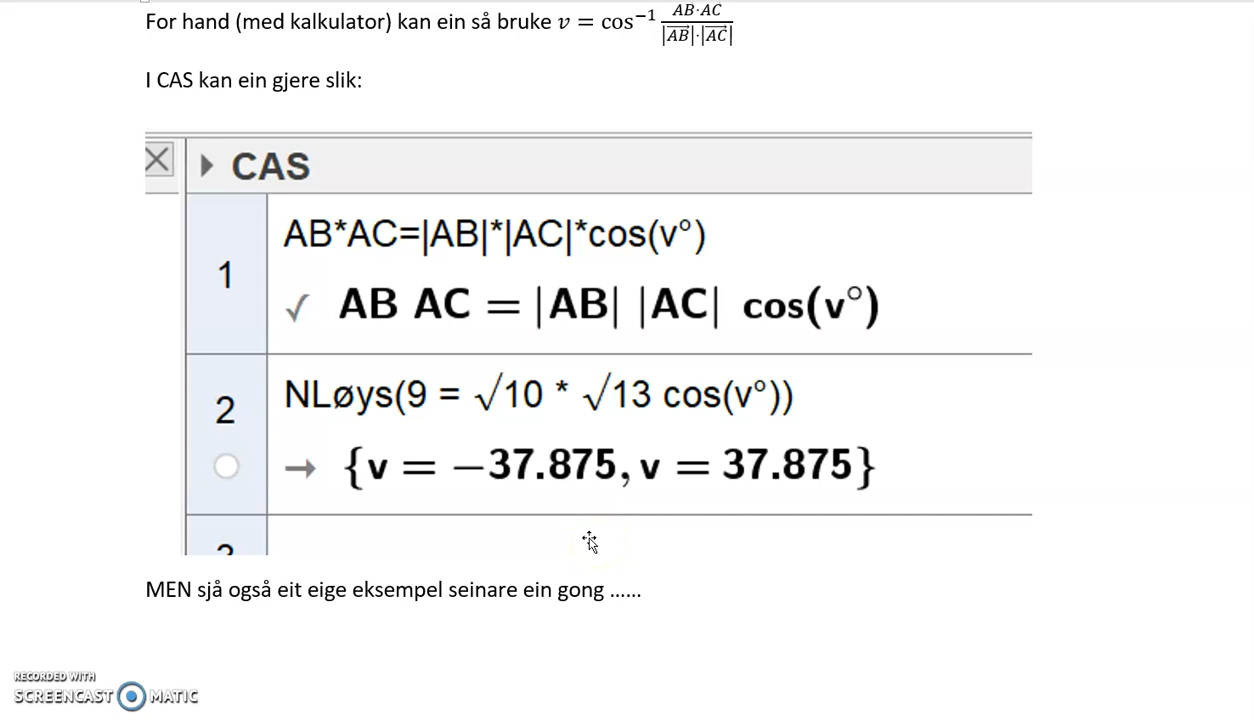 For hand (med kalkulator) kan ein så bruke v = cos⁻¹ AB·AC / |AB|·|AC|
I CAS kan ein gjere slik:
CAS
1 AB*AC=|AB|*|AC|*cos(v°)
✓ AB AC = |AB| |AC| cos(v°)
2 NLøys(9 = √10 * √13 cos(v°))
→ {v = −37.875, v = 37.875}
MEN sjå også eit eige eksempel seinare ein gong ......
RECORDED WITH
SCREENCAST MATIC